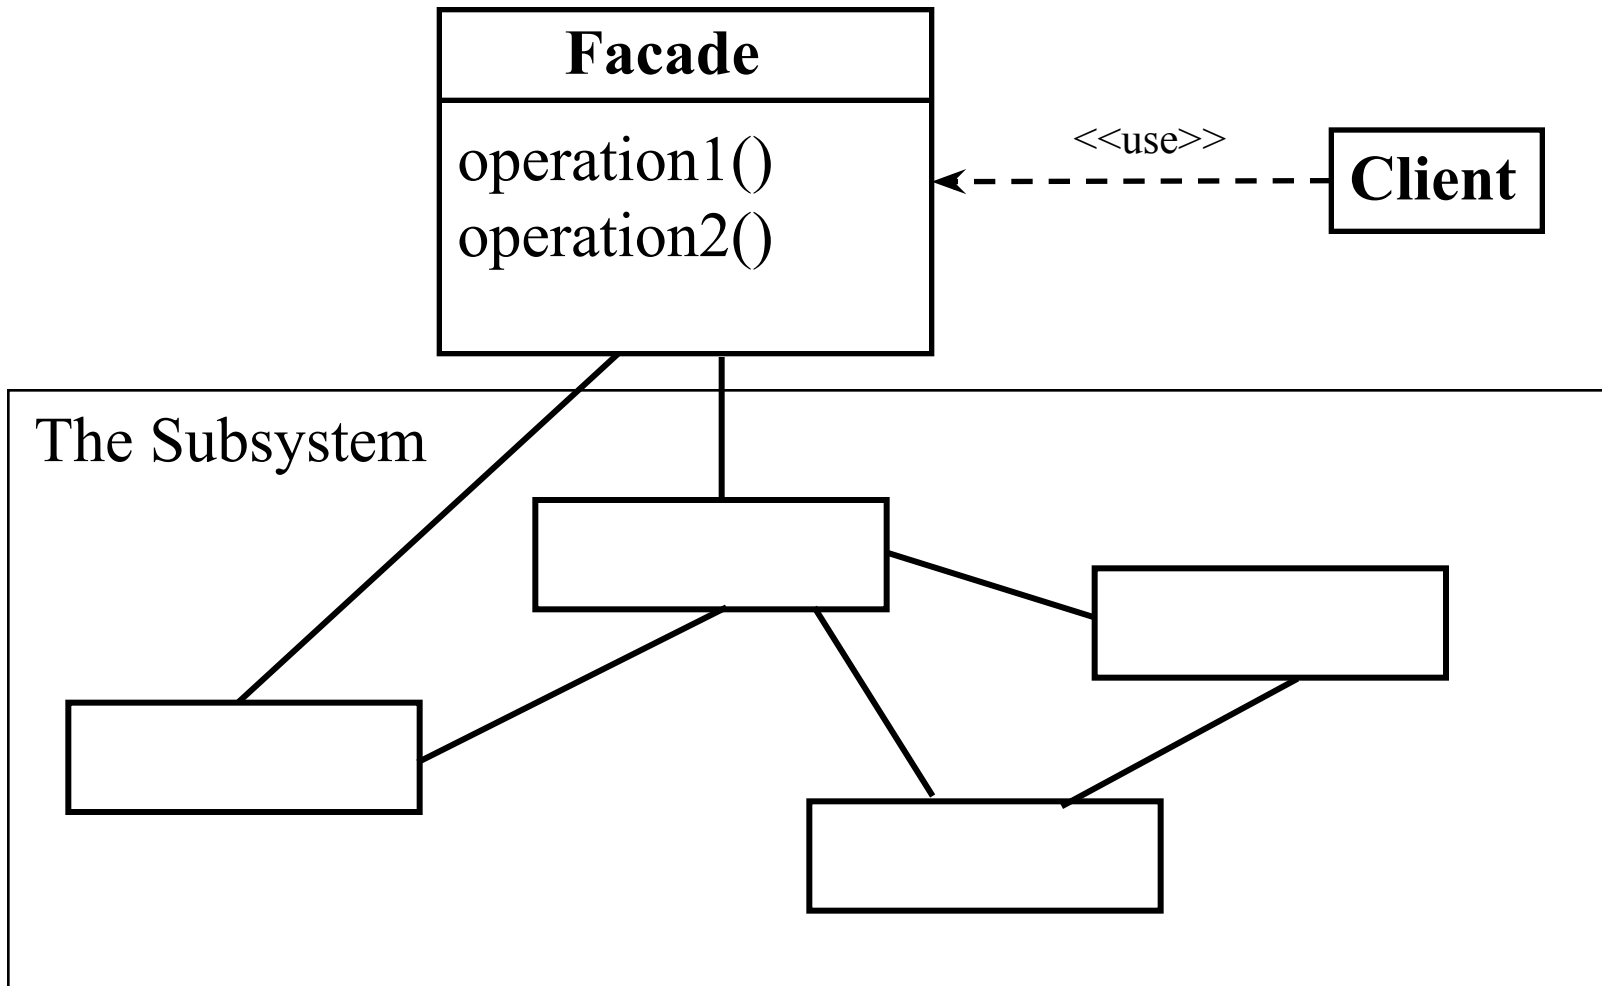 Facade
operation1()
operation2()
<<use>>
Client
The Subsystem